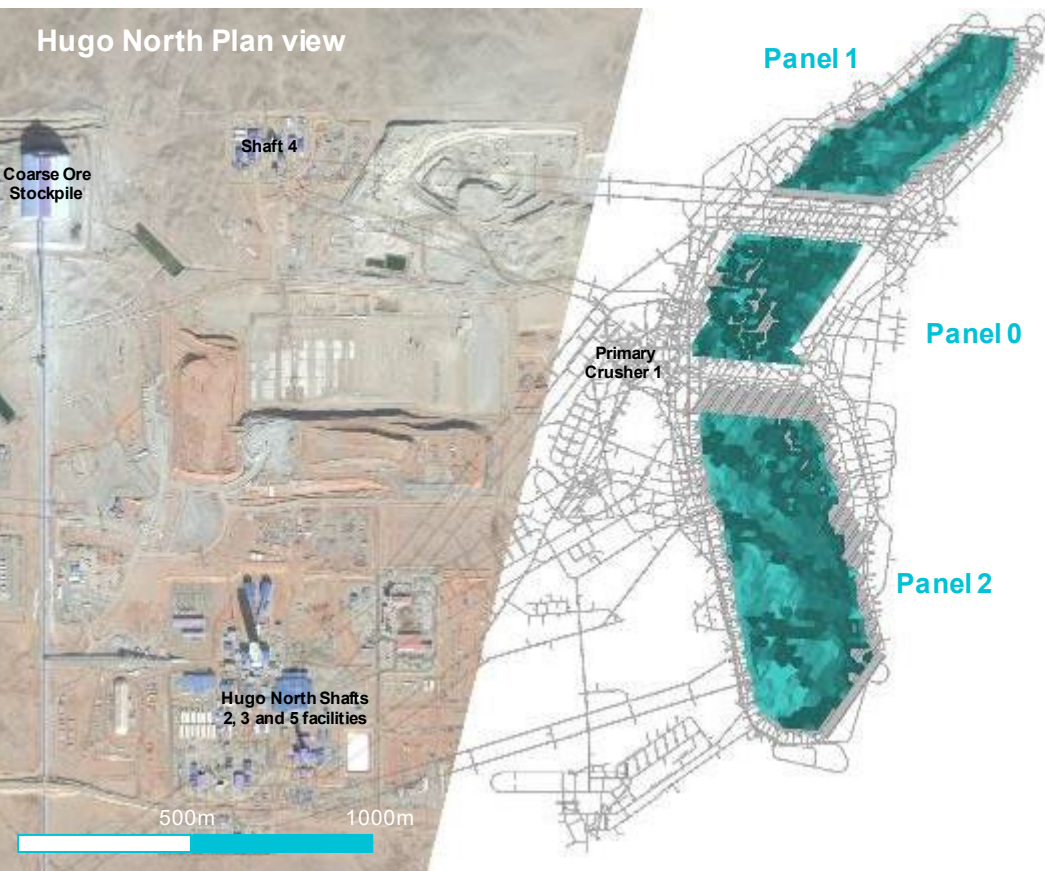 Hugo North Plan view
Panel 1
Shaft 4
Coarse Ore
Stockpile
Panel 0
Primary
Crusher 1
Panel 2
Hugo North Shafts
2, 3 and 5 facilities
500m
1000m